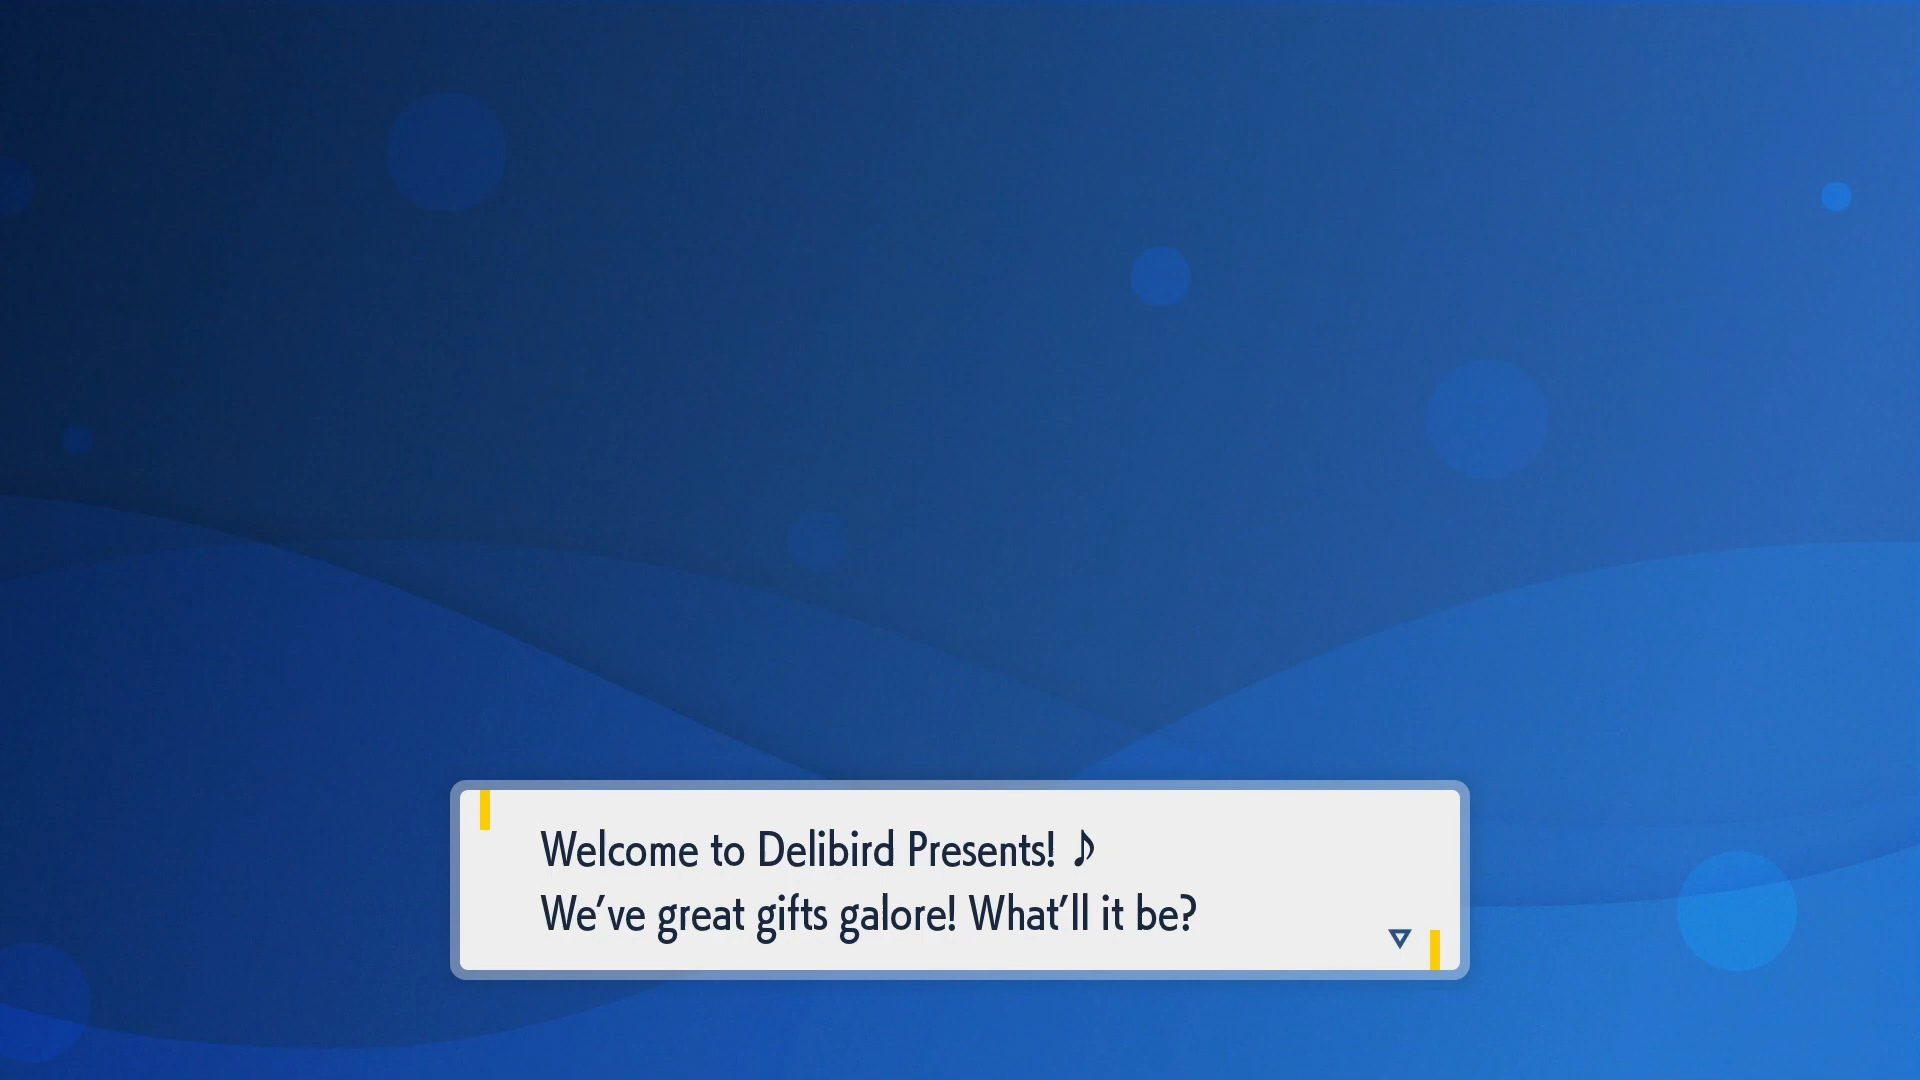 Welcome to Delibird Presents! ♪
We've great gifts galore! What'll it be?